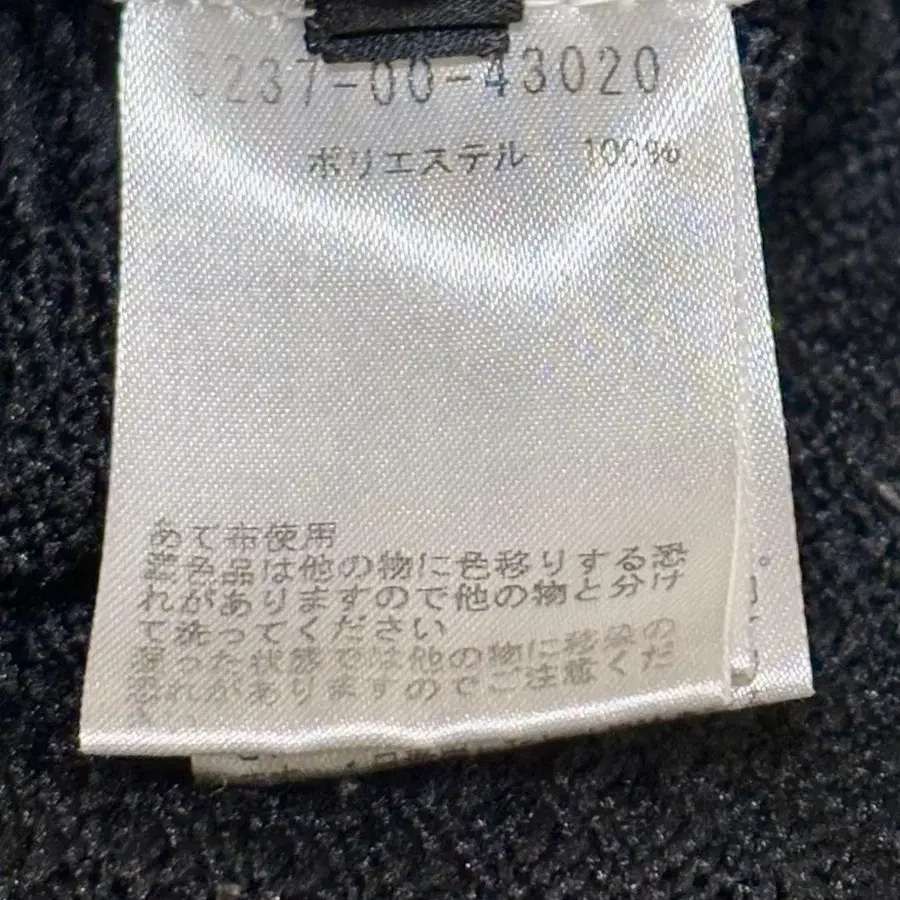 237-00-43020
ポリエステル 100%
あて布使用
濃色品は他の物に色移りする恐
れがありますので他の物と分け
て洗ってください
湿った状態では他の物に移染の
恐れがありますのでご注意くだ